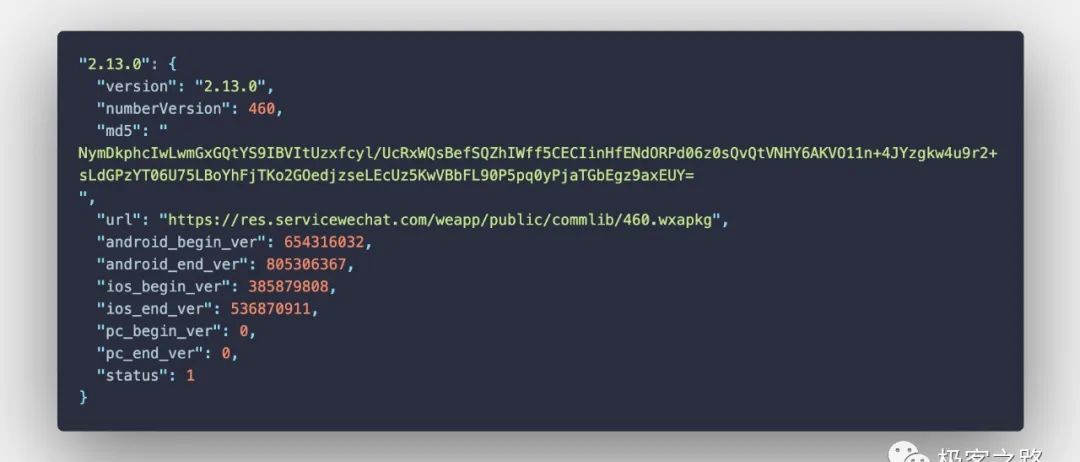 "2.13.0": {
"version": "2.13.0",
"numberVersion": 460,
"md5": "
NymDkphcIwLwmGxGQtYS9IBVItUzxfcyl/UcRxWQsBefSQZhIWff5CECIinHfENdORPd06z0sQvQtVNHY6AKVO11n+4JYzgkw4u9r2+
sLdGPzYT06U75LBoYhFjTKo2GOedjzseLEcUz5KwVBbFL90P5pq0yPjaTGbEgz9axEUY=
",
"url": "https://res.servicewechat.com/weapp/public/commlib/460.wxapkg",
"android_begin_ver": 654316032,
"android_end_ver": 805306367,
"ios_begin_ver": 385879808,
"ios_end_ver": 536870911,
"pc_begin_ver": 0,
"pc_end_ver": 0,
"status": 1
}
极客之路